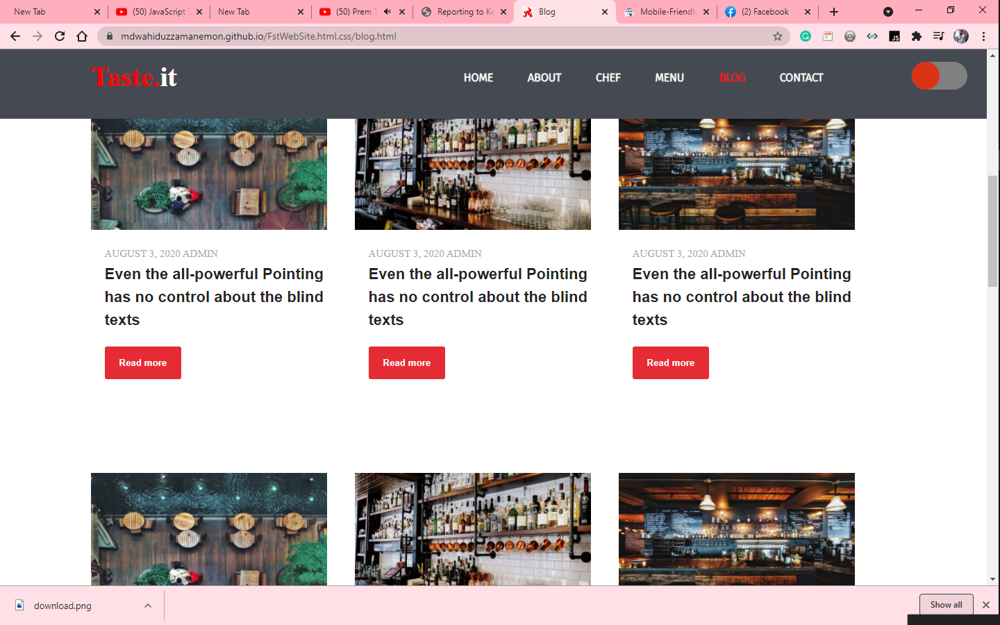 New Tab
(50) JavaScript
New Tab
(50) Prem
Reporting to
Blog
Mobile-Friendly
(2) Facebook
mdwahiduzzamanemon.github.io/FstWebSite.html.css/blog.html
Taste.it
HOME ABOUT CHEF MENU BLOG CONTACT
AUGUST 3, 2020 ADMIN
Even the all-powerful Pointing
has no control about the blind
texts
Read more
AUGUST 3, 2020 ADMIN
Even the all-powerful Pointing
has no control about the blind
texts
Read more
AUGUST 3, 2020 ADMIN
Even the all-powerful Pointing
has no control about the blind
texts
Read more
download.png
Show all